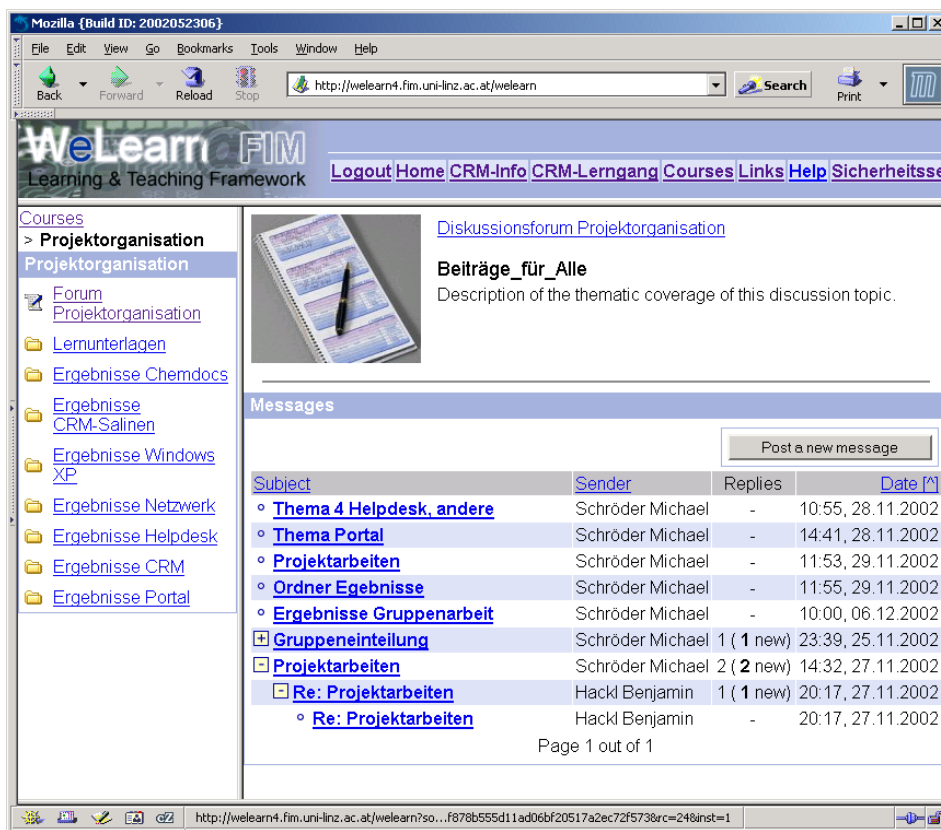 Mozilla {Build ID: 2002052306}
File Edit View Go Bookmarks Tools Window Help
Back Forward Reload Stop http://welearn4.fim.uni-linz.ac.at/welearn Search Print
WeLearn FIM
Learning & Teaching Framework
Logout Home CRM-Info CRM-Lerngang Courses Links Help Sicherheitsse
Courses
> Projektorganisation
Projektorganisation
Forum
Projektorganisation
Lernunterlagen
Ergebnisse Chemdocs
Ergebnisse
CRM-Salinen
Ergebnisse Windows
XP
Ergebnisse Netzwerk
Ergebnisse Helpdesk
Ergebnisse CRM
Ergebnisse Portal
Diskussionsforum Projektorganisation
Beiträge_für_Alle
Description of the thematic coverage of this discussion topic.
Messages
Post a new message
Subject Sender Replies Date [^]
Thema 4 Helpdesk, andere Schröder Michael - 10:55, 28.11.2002
Thema Portal Schröder Michael - 14:41, 28.11.2002
Projektarbeiten Schröder Michael - 11:53, 29.11.2002
Ordner Egebnisse Schröder Michael - 11:55, 29.11.2002
Ergebnisse Gruppenarbeit Schröder Michael - 10:00, 06.12.2002
+ Gruppeneinteilung Schröder Michael 1 ( 1 new) 23:39, 25.11.2002
- Projektarbeiten Schröder Michael 2 ( 2 new) 14:32, 27.11.2002
- Re: Projektarbeiten Hackl Benjamin 1 ( 1 new) 20:17, 27.11.2002
Re: Projektarbeiten Hackl Benjamin - 20:17, 27.11.2002
Page 1 out of 1
http://welearn4.fim.uni-linz.ac.at/welearn?so...f878b555d11ad06bf20517a2ec72f573&rc=24&inst=1